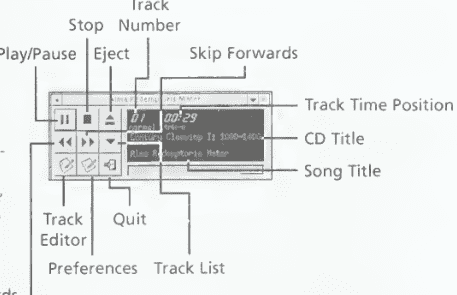 Track
Stop Number
Play/Pause Eject Skip Forwards
01 00:29
Track Time Position
CD Title
Song Title
Track Quit
Editor
Preferences Track List